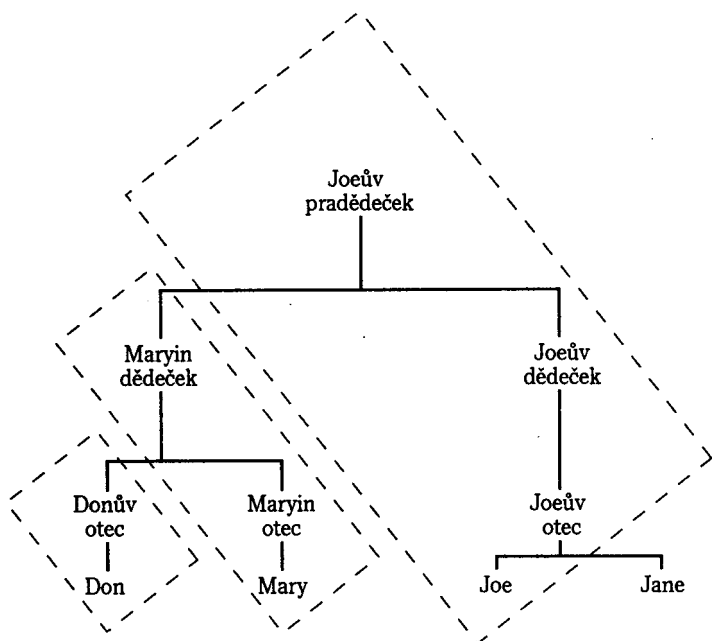 Joeův
pradědeček
Maryin
dědeček
Joeův
dědeček
Donův
otec
Maryin
otec
Joeův
otec
Don
Mary
Joe
Jane